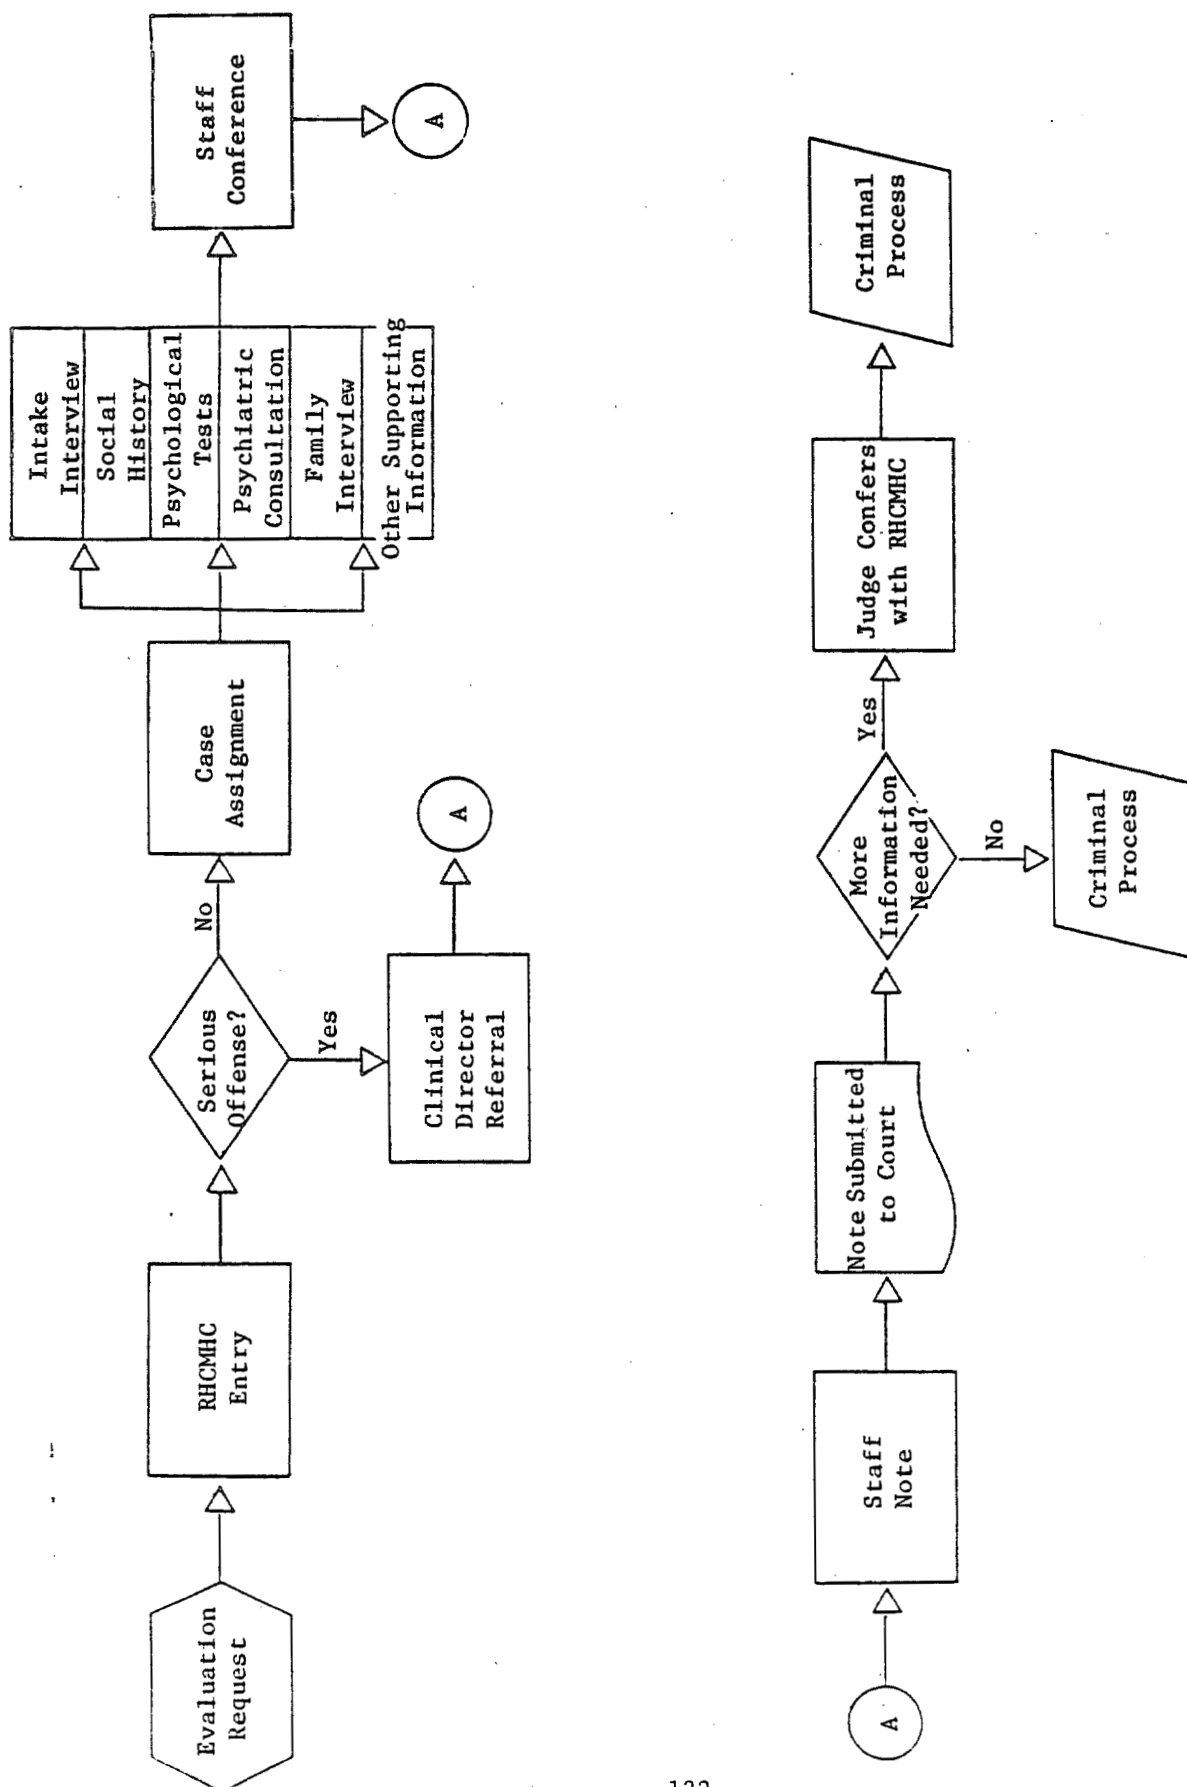 Evaluation
Request
RHCMHC
Entry
Serious
Offense?
No
Yes
Clinical
Director
Referral
A
Case
Assignment
Intake
Interview
Social
History
Psychological
Tests
Psychiatric
Consultation
Family
Interview
Other Supporting
Information
Staff
Conference
A
A
Staff
Note
Note Submitted
to Court
More
Information
Needed?
Yes
No
Criminal
Process
Judge Confers
with RHCMHC
Criminal
Process